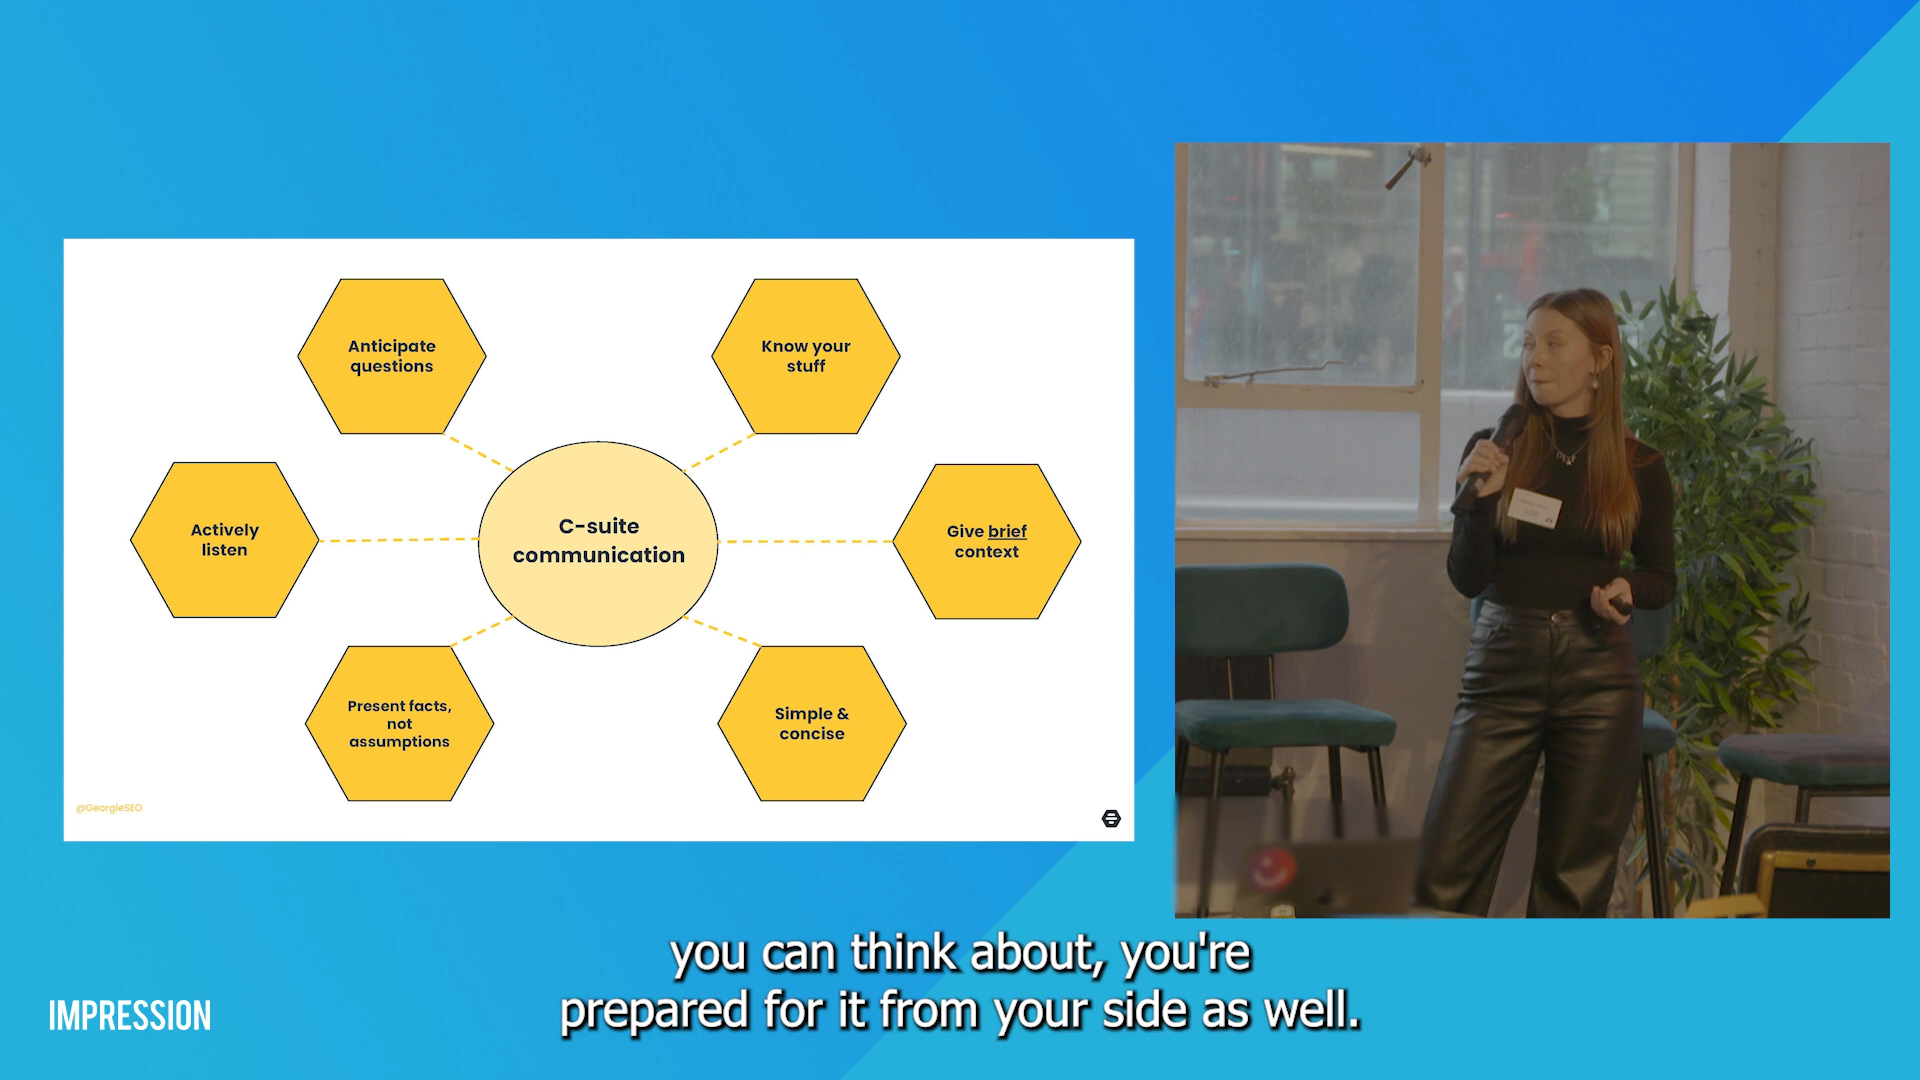 Anticipate
questions
Know your
stuff
Actively
listen
C-suite
communication
Give brief
context
Present facts,
not
assumptions
Simple &
concise
@GeorgieSEO
you can think about, you're
prepared for it from your side as well.
IMPRESSION